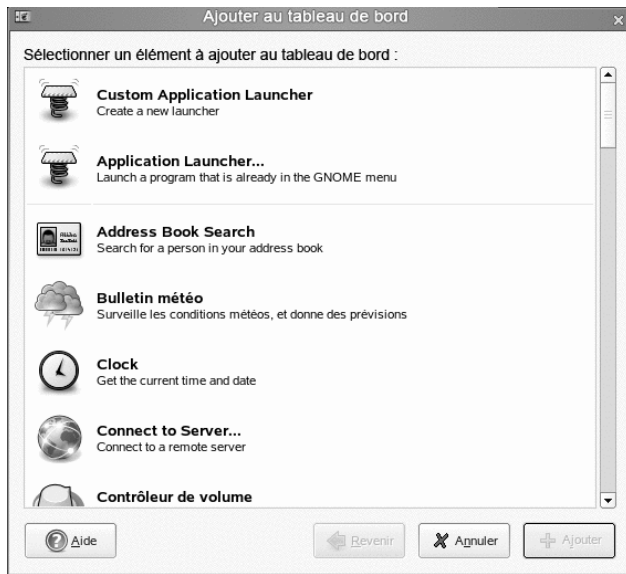 Ajouter au tableau de bord
Sélectionner un élément à ajouter au tableau de bord :
Custom Application Launcher
Create a new launcher
Application Launcher...
Launch a program that is already in the GNOME menu
Address Book Search
Search for a person in your address book
Bulletin météo
Surveille les conditions météos, et donne des prévisions
Clock
Get the current time and date
Connect to Server...
Connect to a remote server
Contrôleur de volume
Aide
Revenir
Annuler
Ajouter